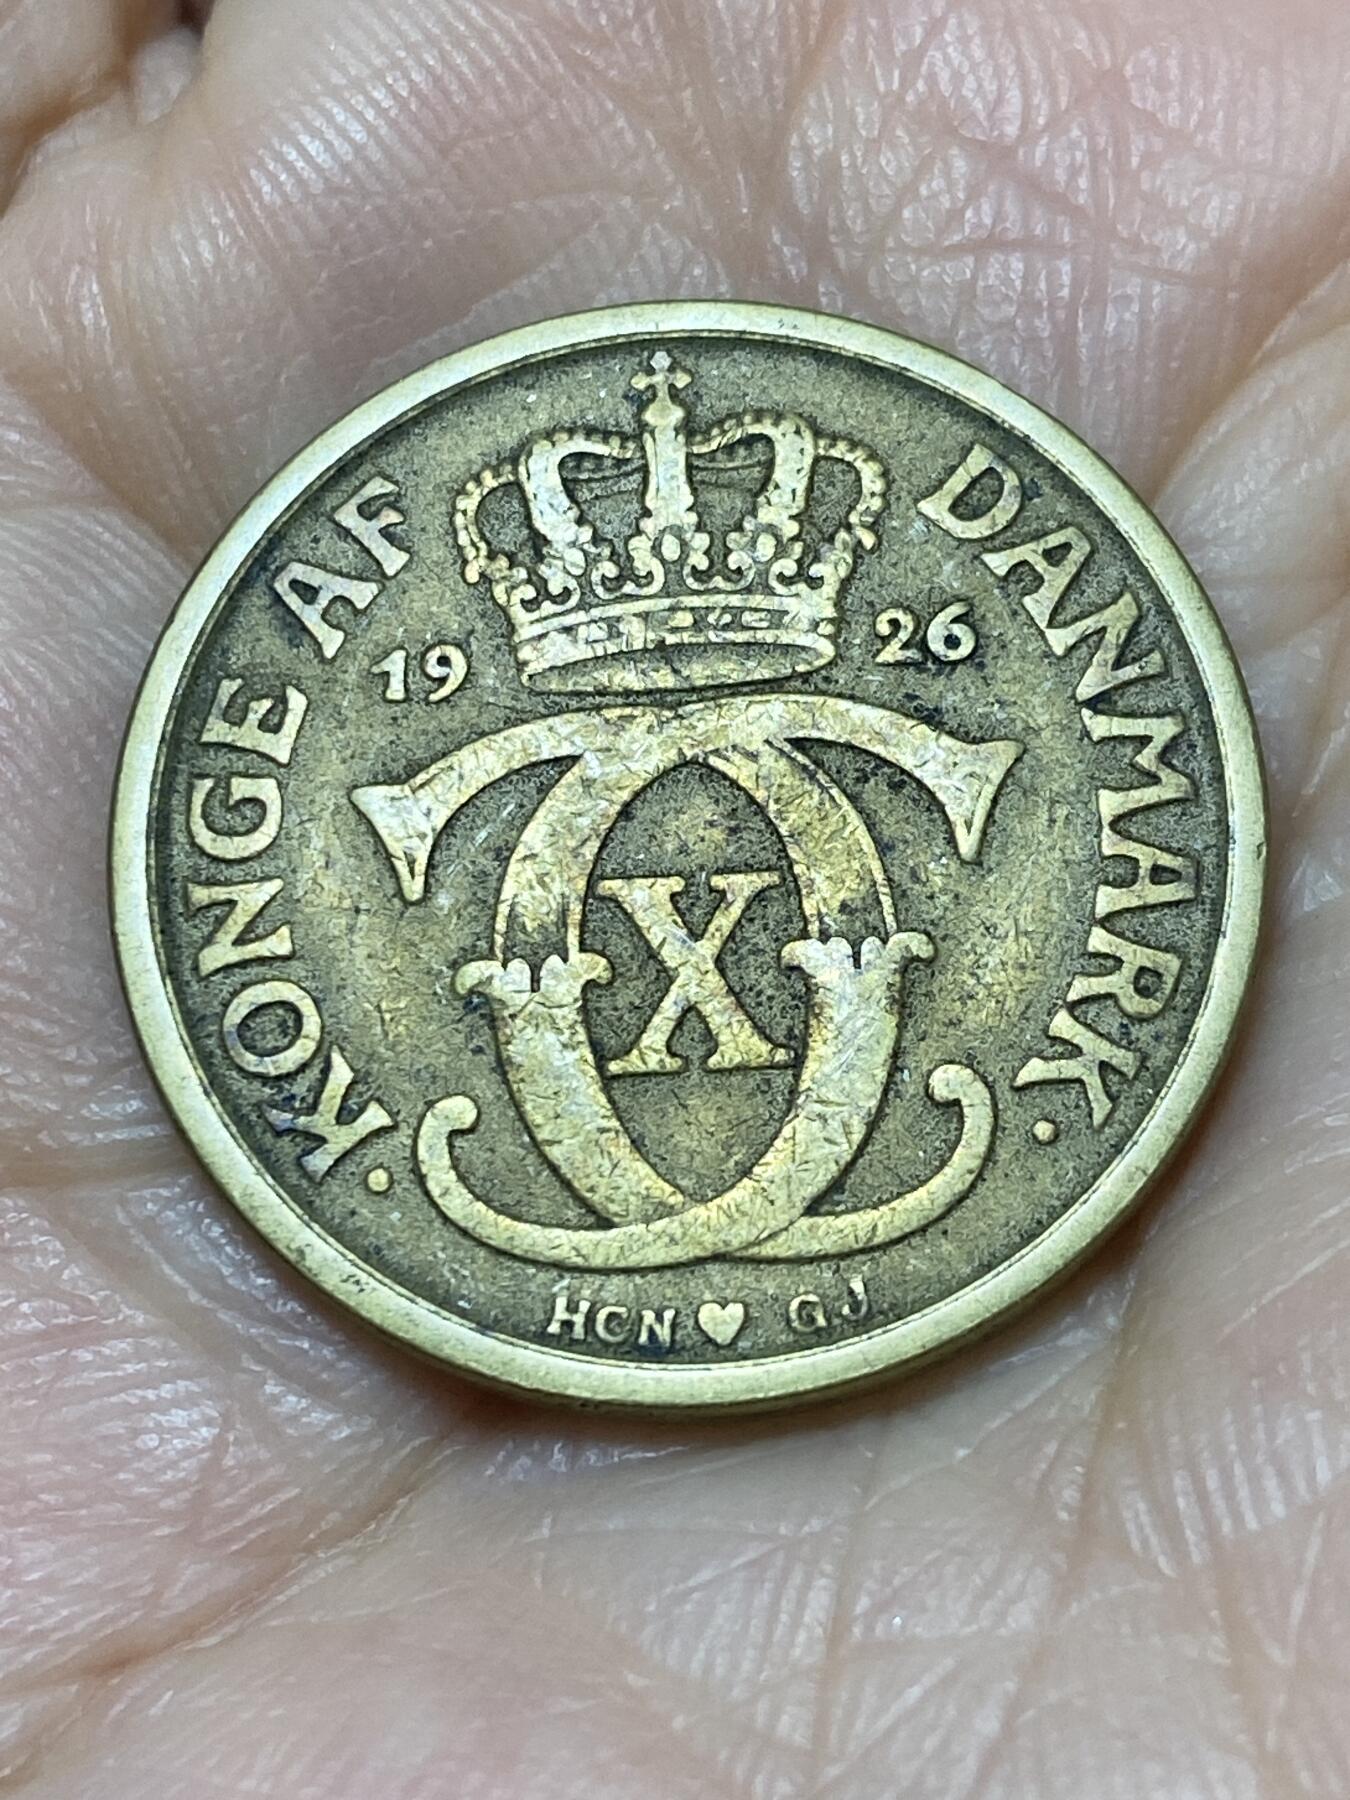 · KONGE AF DANMARK ·
19 26
X
HCN ♥ GJ